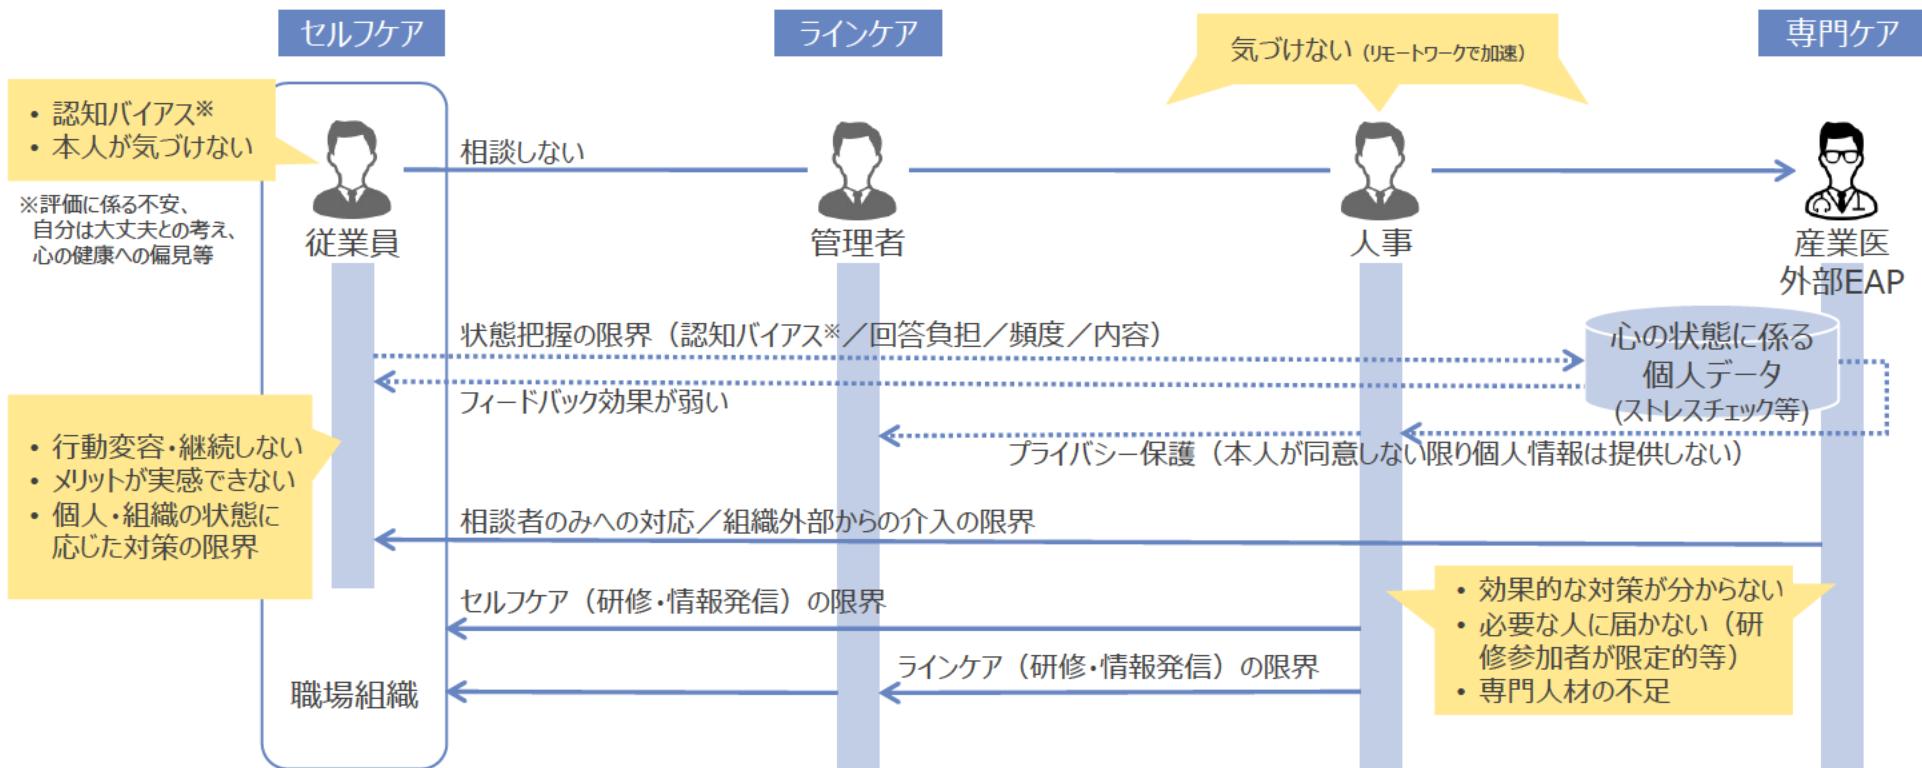 セルフケア
ラインケア
専門ケア
気づけない（リモートワークで加速）
• 認知バイアス※
• 本人が気づけない
※評価に係る不安、
自分は大丈夫との考え、
心の健康への偏見等
相談しない
従業員
管理者
人事
産業医
外部EAP
状態把握の限界（認知バイアス※／回答負担／頻度／内容）
心の状態に係る
個人データ
(ストレスチェック等)
フィードバック効果が弱い
プライバシー保護（本人が同意しない限り個人情報は提供しない）
• 行動変容・継続しない
• メリットが実感できない
• 個人・組織の状態に
応じた対策の限界
相談者のみへの対応／組織外部からの介入の限界
セルフケア（研修・情報発信）の限界
• 効果的な対策が分からない
• 必要な人に届かない（研
修参加者が限定的等）
• 専門人材の不足
ラインケア（研修・情報発信）の限界
職場組織